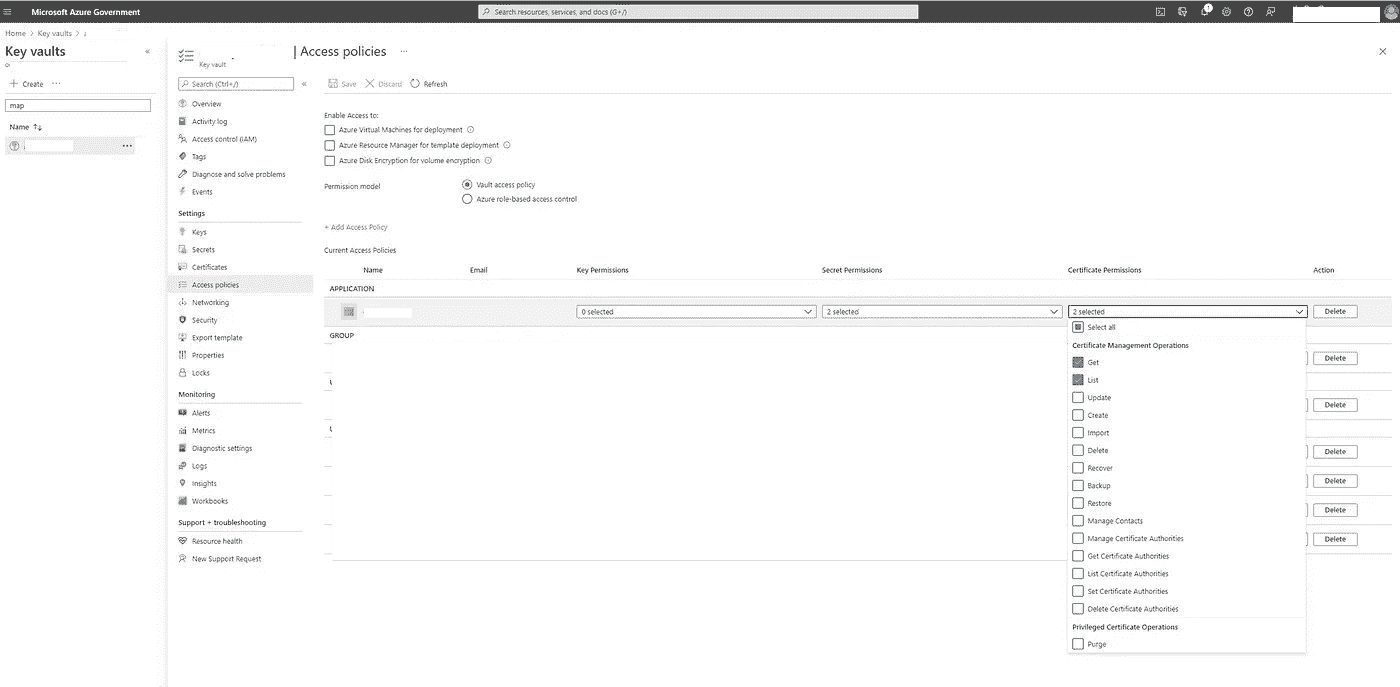 Microsoft Azure Government
Search resources, services, and docs (G+/)
1
Home > Key vaults >
Key vaults
+ Create ...
map
Name
| Access policies ...
Key vault
Search (Ctrl+/)
Overview
Activity log
Access control (IAM)
Tags
Diagnose and solve problems
Events
Settings
Keys
Secrets
Certificates
Access policies
Networking
Security
Export template
Properties
Locks
Monitoring
Alerts
Metrics
Diagnostic settings
Logs
Insights
Workbooks
Support + troubleshooting
Resource health
New Support Request
Save Discard Refresh
Enable Access to:
Azure Virtual Machines for deployment
Azure Resource Manager for template deployment
Azure Disk Encryption for volume encryption
Permission model
Vault access policy
Azure role-based access control
+ Add Access Policy
Current Access Policies
Name Email Key Permissions Secret Permissions Certificate Permissions Action
APPLICATION
0 selected 2 selected 2 selected Delete
GROUP
Select all
Certificate Management Operations
Get
List
Update
Create
Import
Delete
Recover
Backup
Restore
Manage Contacts
Manage Certificate Authorities
Get Certificate Authorities
List Certificate Authorities
Set Certificate Authorities
Delete Certificate Authorities
Privileged Certificate Operations
Purge
Delete
Delete
Delete
Delete
Delete
Delete